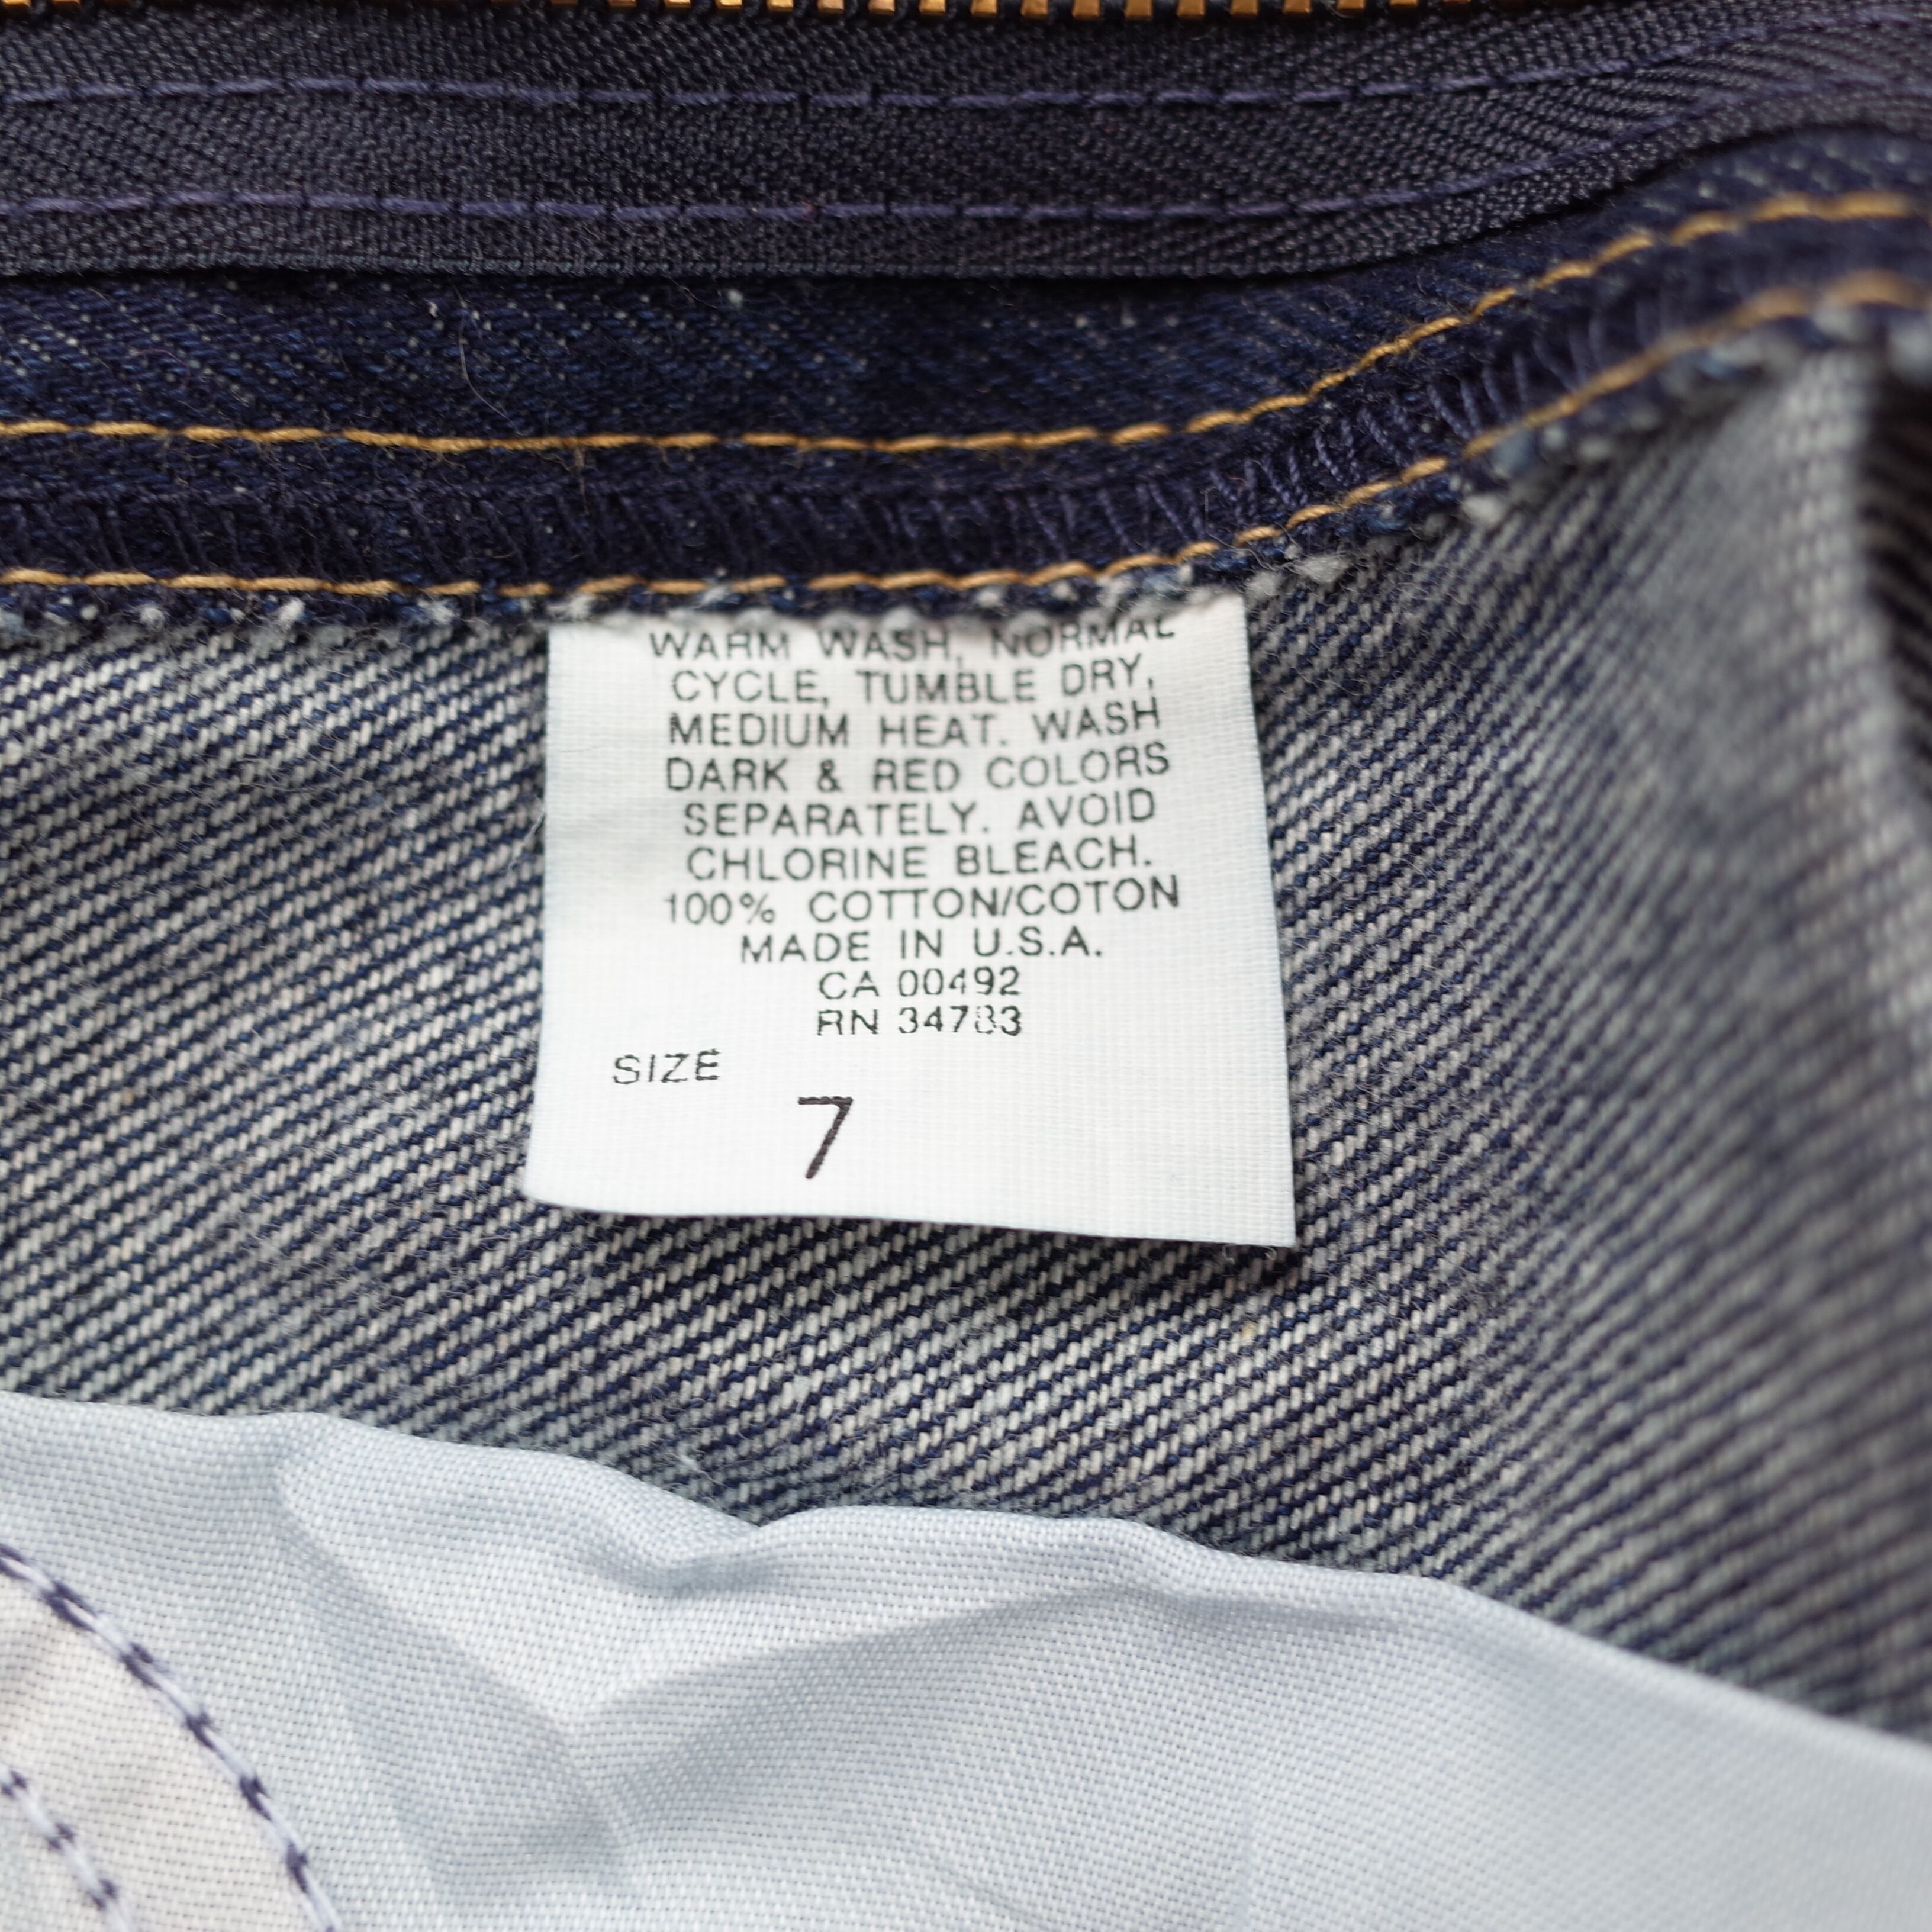 WARM WASH, NORMAL
CYCLE, TUMBLE DRY,
MEDIUM HEAT. WASH
DARK & RED COLORS
SEPARATELY. AVOID
CHLORINE BLEACH.
100% COTTON/COTON
MADE IN U.S.A.
CA 00492
RN 34783
SIZE
7